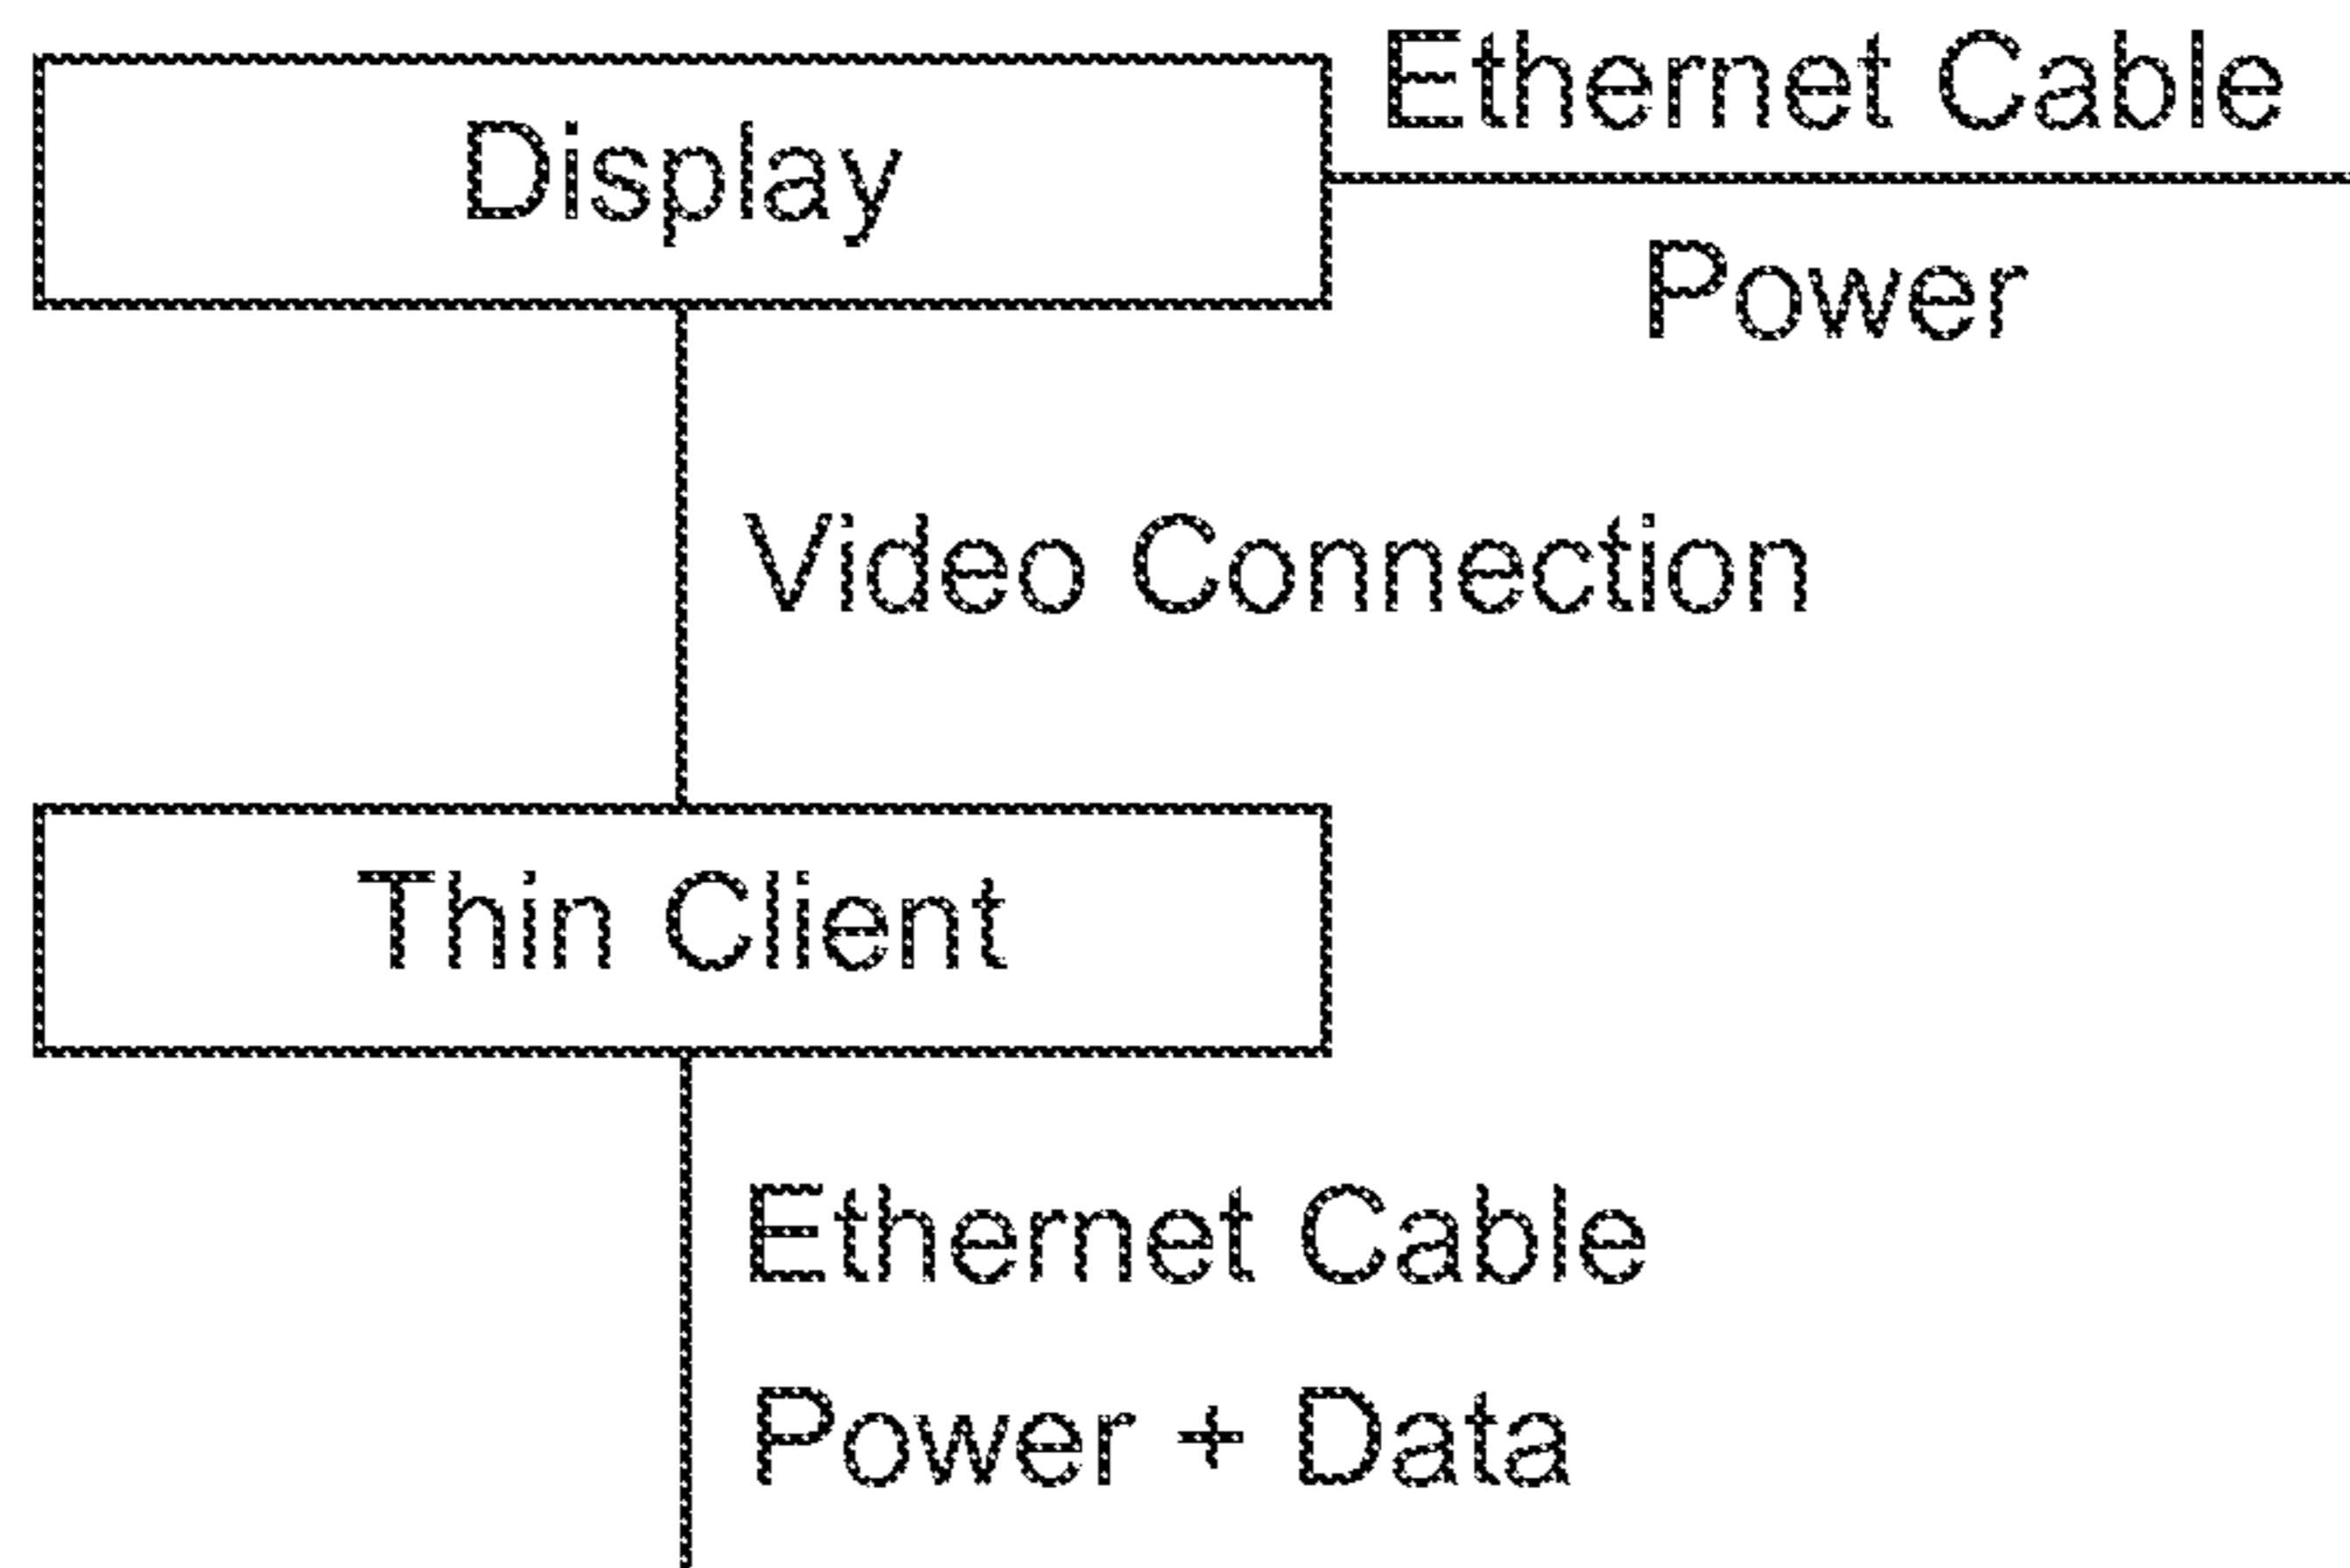 Ethernet Cable
Display
Power
Video Connection
Thin Client
Ethernet Cable
Power + Data